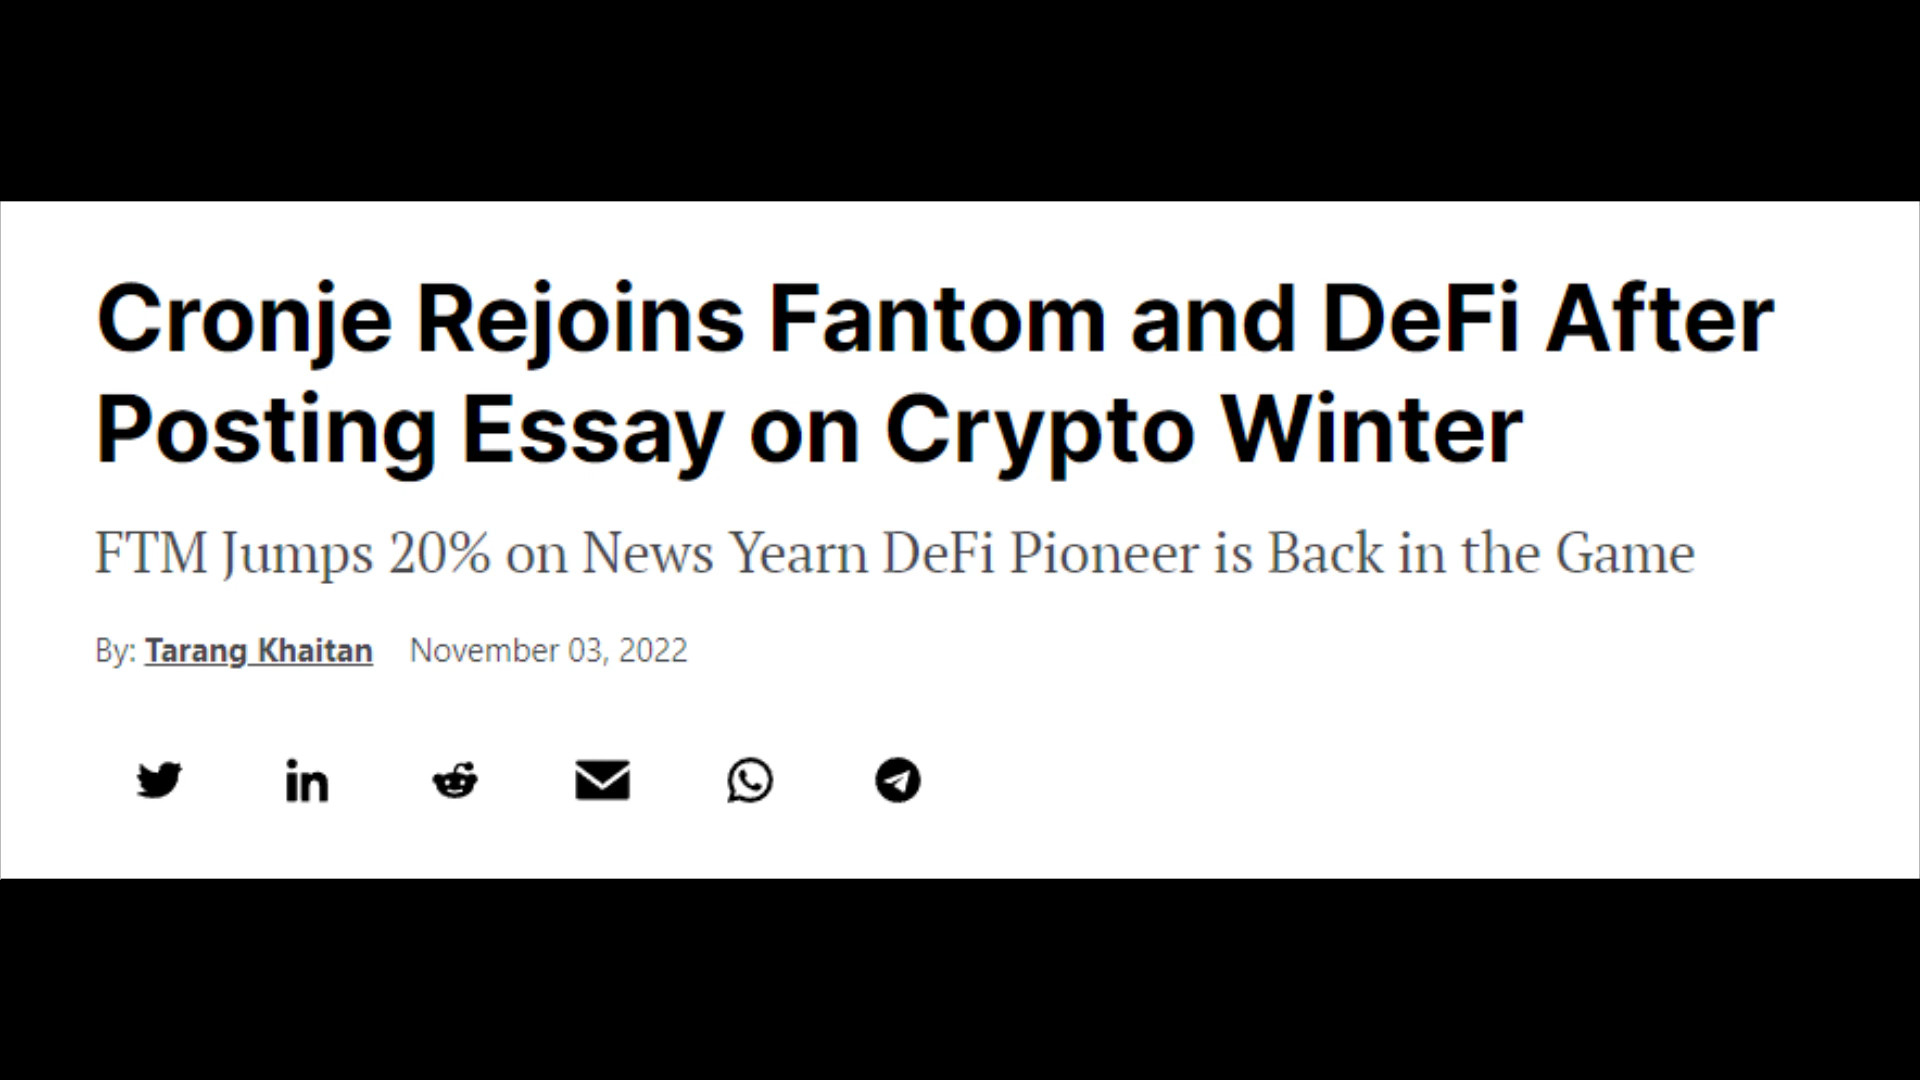 Cronje Rejoins Fantom and DeFi After
Posting Essay on Crypto Winter
FTM Jumps 20% on News Yearn DeFi Pioneer is Back in the Game
By: Tarang Khaitan November 03, 2022
in